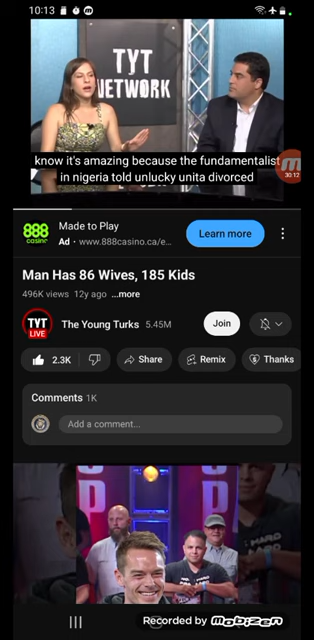 10:13
TYT
NETWORK
know it's amazing because the fundamentalist
in nigeria told unlucky unita divorced
30:12
888
casino
Made to Play
Ad · www.888casino.ca/e...
Learn more
Man Has 86 Wives, 185 Kids
496K views 12y ago ...more
TYT
LIVE
The Young Turks 5.45M
Join
2.3K
Share
Remix
Thanks
Comments 1K
Add a comment...
Recorded by mobizen